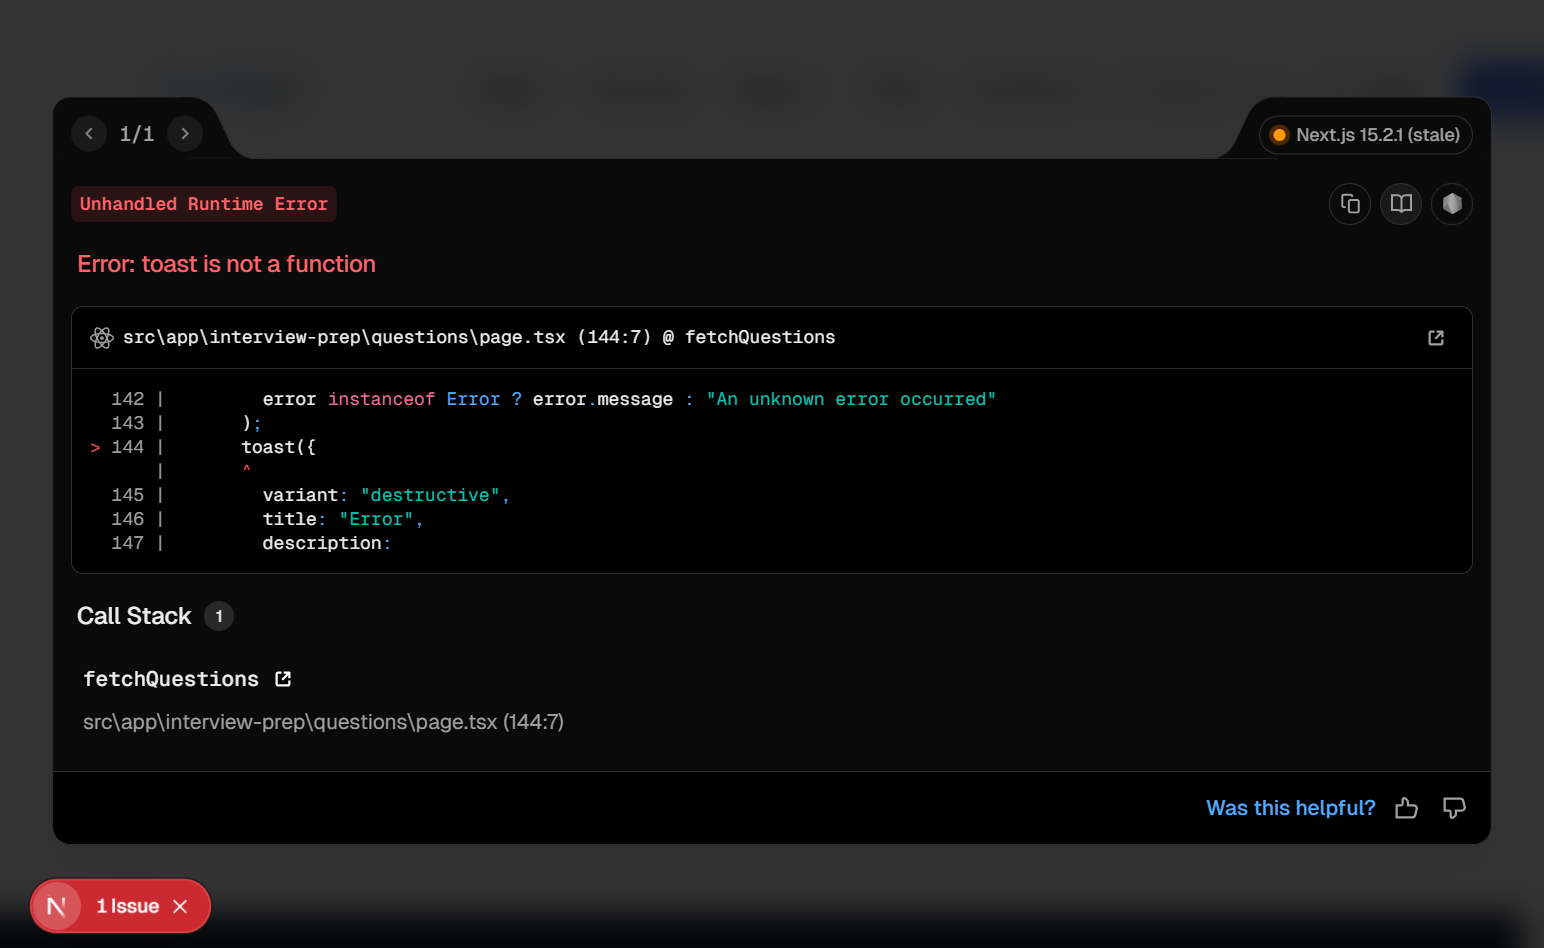 1/1
Next.js 15.2.1 (stale)
Unhandled Runtime Error
Error: toast is not a function
src\app\interview-prep\questions\page.tsx (144:7) @ fetchQuestions
142 |         error instanceof Error ? error.message : "An unknown error occurred"
143 |       );
> 144 |       toast({
|       ^
145 |         variant: "destructive",
146 |         title: "Error",
147 |         description:
Call Stack 1
fetchQuestions
src\app\interview-prep\questions\page.tsx (144:7)
Was this helpful?
N 1 Issue